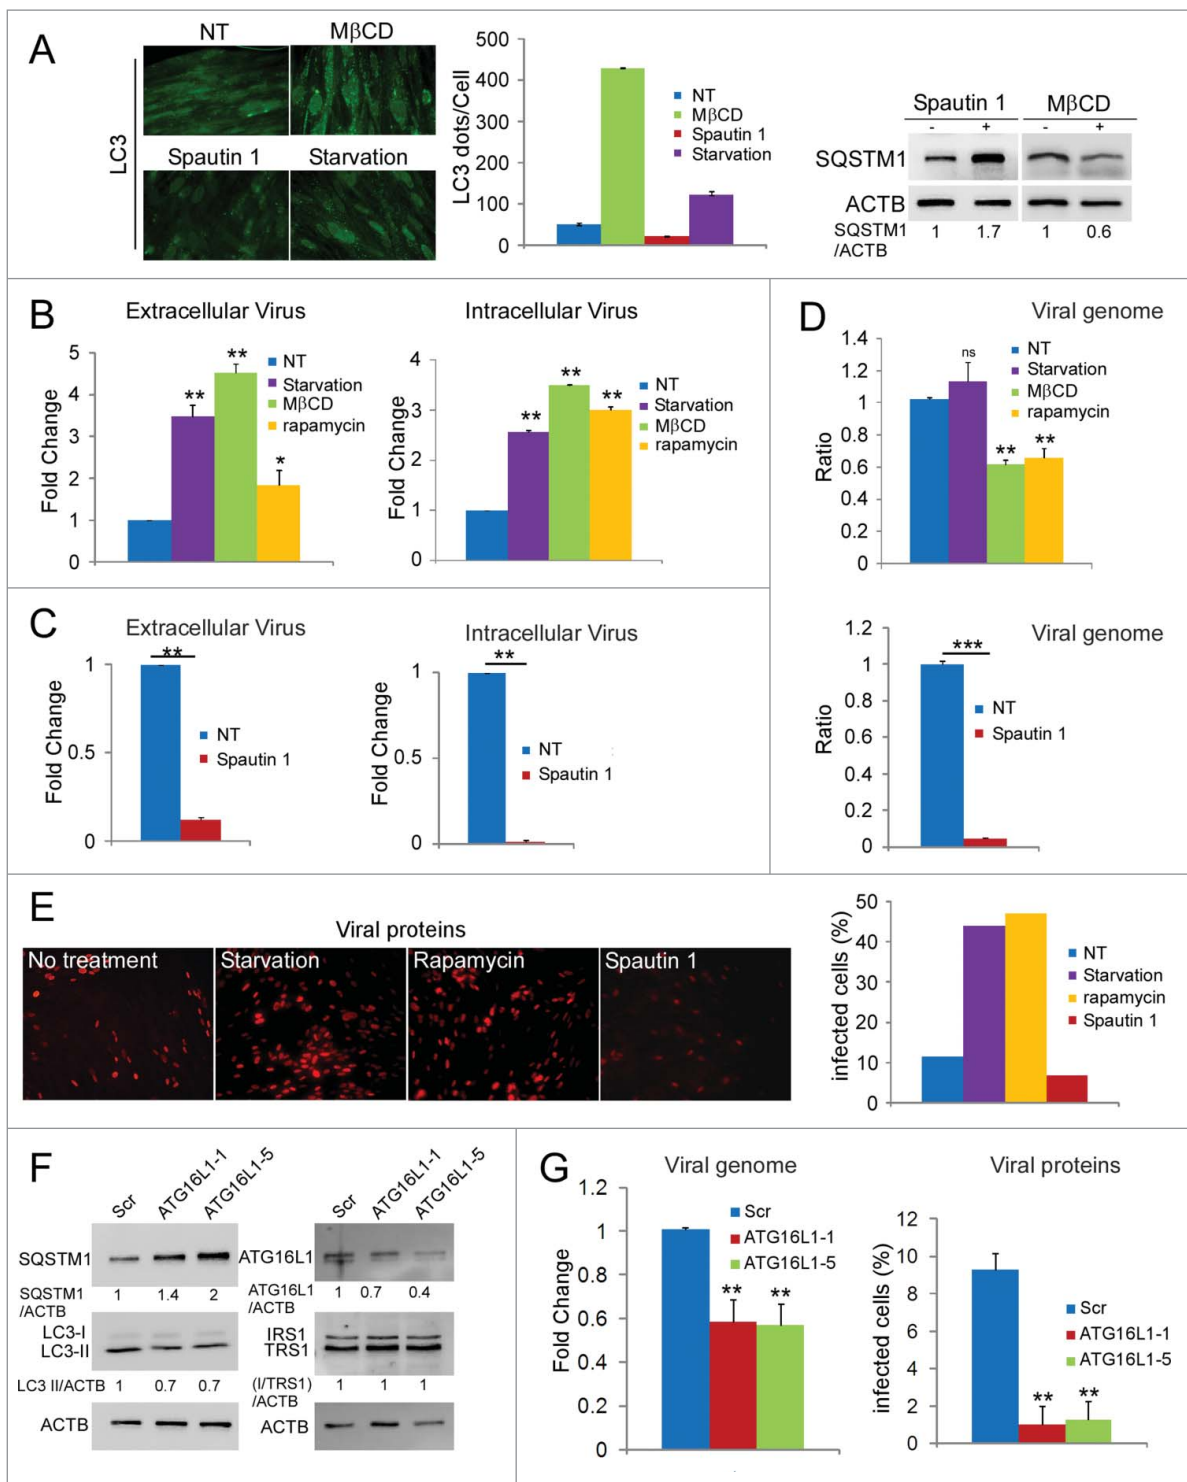 A
NT
MβCD
LC3
Spautin 1
Starvation
500
400
300
200
100
0
LC3 dots/Cell
NT
MβCD
Spautin 1
Starvation
Spautin 1
MβCD
- + - +
SQSTM1
ACTB
SQSTM1
/ACTB
1 1.7 1 0.6
B
Extracellular Virus
5
4
3
2
1
0
Fold Change
**
**
*
NT
Starvation
MβCD
rapamycin
Intracellular Virus
4
3
2
1
0
Fold Change
**
**
**
NT
Starvation
MβCD
rapamycin
D
Viral genome
1.4
1.2
1
0.8
0.6
0.4
0.2
0
Ratio
ns
**
**
NT
Starvation
MβCD
rapamycin
C
Extracellular Virus
**
1
0.5
0
Fold Change
NT
Spautin 1
Intracellular Virus
**
1
0.5
0
Fold Change
NT
Spautin 1
Viral genome
1.2
1
0.8
0.6
0.4
0.2
0
Ratio
***
NT
Spautin 1
E
Viral proteins
No treatment
Starvation
Rapamycin
Spautin 1
50
40
30
20
10
0
infected cells (%)
NT
Starvation
rapamycin
Spautin 1
F
Scr
ATG16L1-1
ATG16L1-5
SQSTM1
SQSTM1
/ACTB
1 1.4 2
LC3-I
LC3-II
LC3 II/ACTB 1 0.7 0.7
ACTB
Scr
ATG16L1-1
ATG16L1-5
ATG16L1
ATG16L1
/ACTB
1 0.7 0.4
IRS1
TRS1
(I/TRS1)
/ACTB
1 1 1
ACTB
G
Viral genome
1.2
1
0.8
0.6
0.4
0.2
0
Fold Change
**
**
Scr
ATG16L1-1
ATG16L1-5
Viral proteins
12
10
8
6
4
2
0
infected cells (%)
**
**
Scr
ATG16L1-1
ATG16L1-5